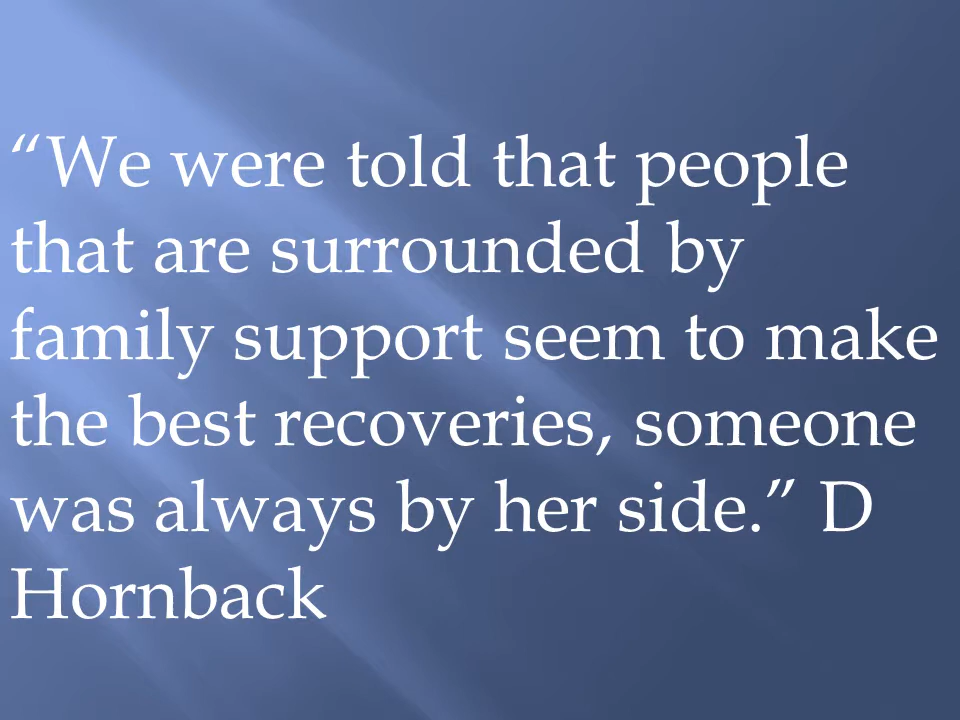 “We were told that people
that are surrounded by
family support seem to make
the best recoveries, someone
was always by her side.” D
Hornback